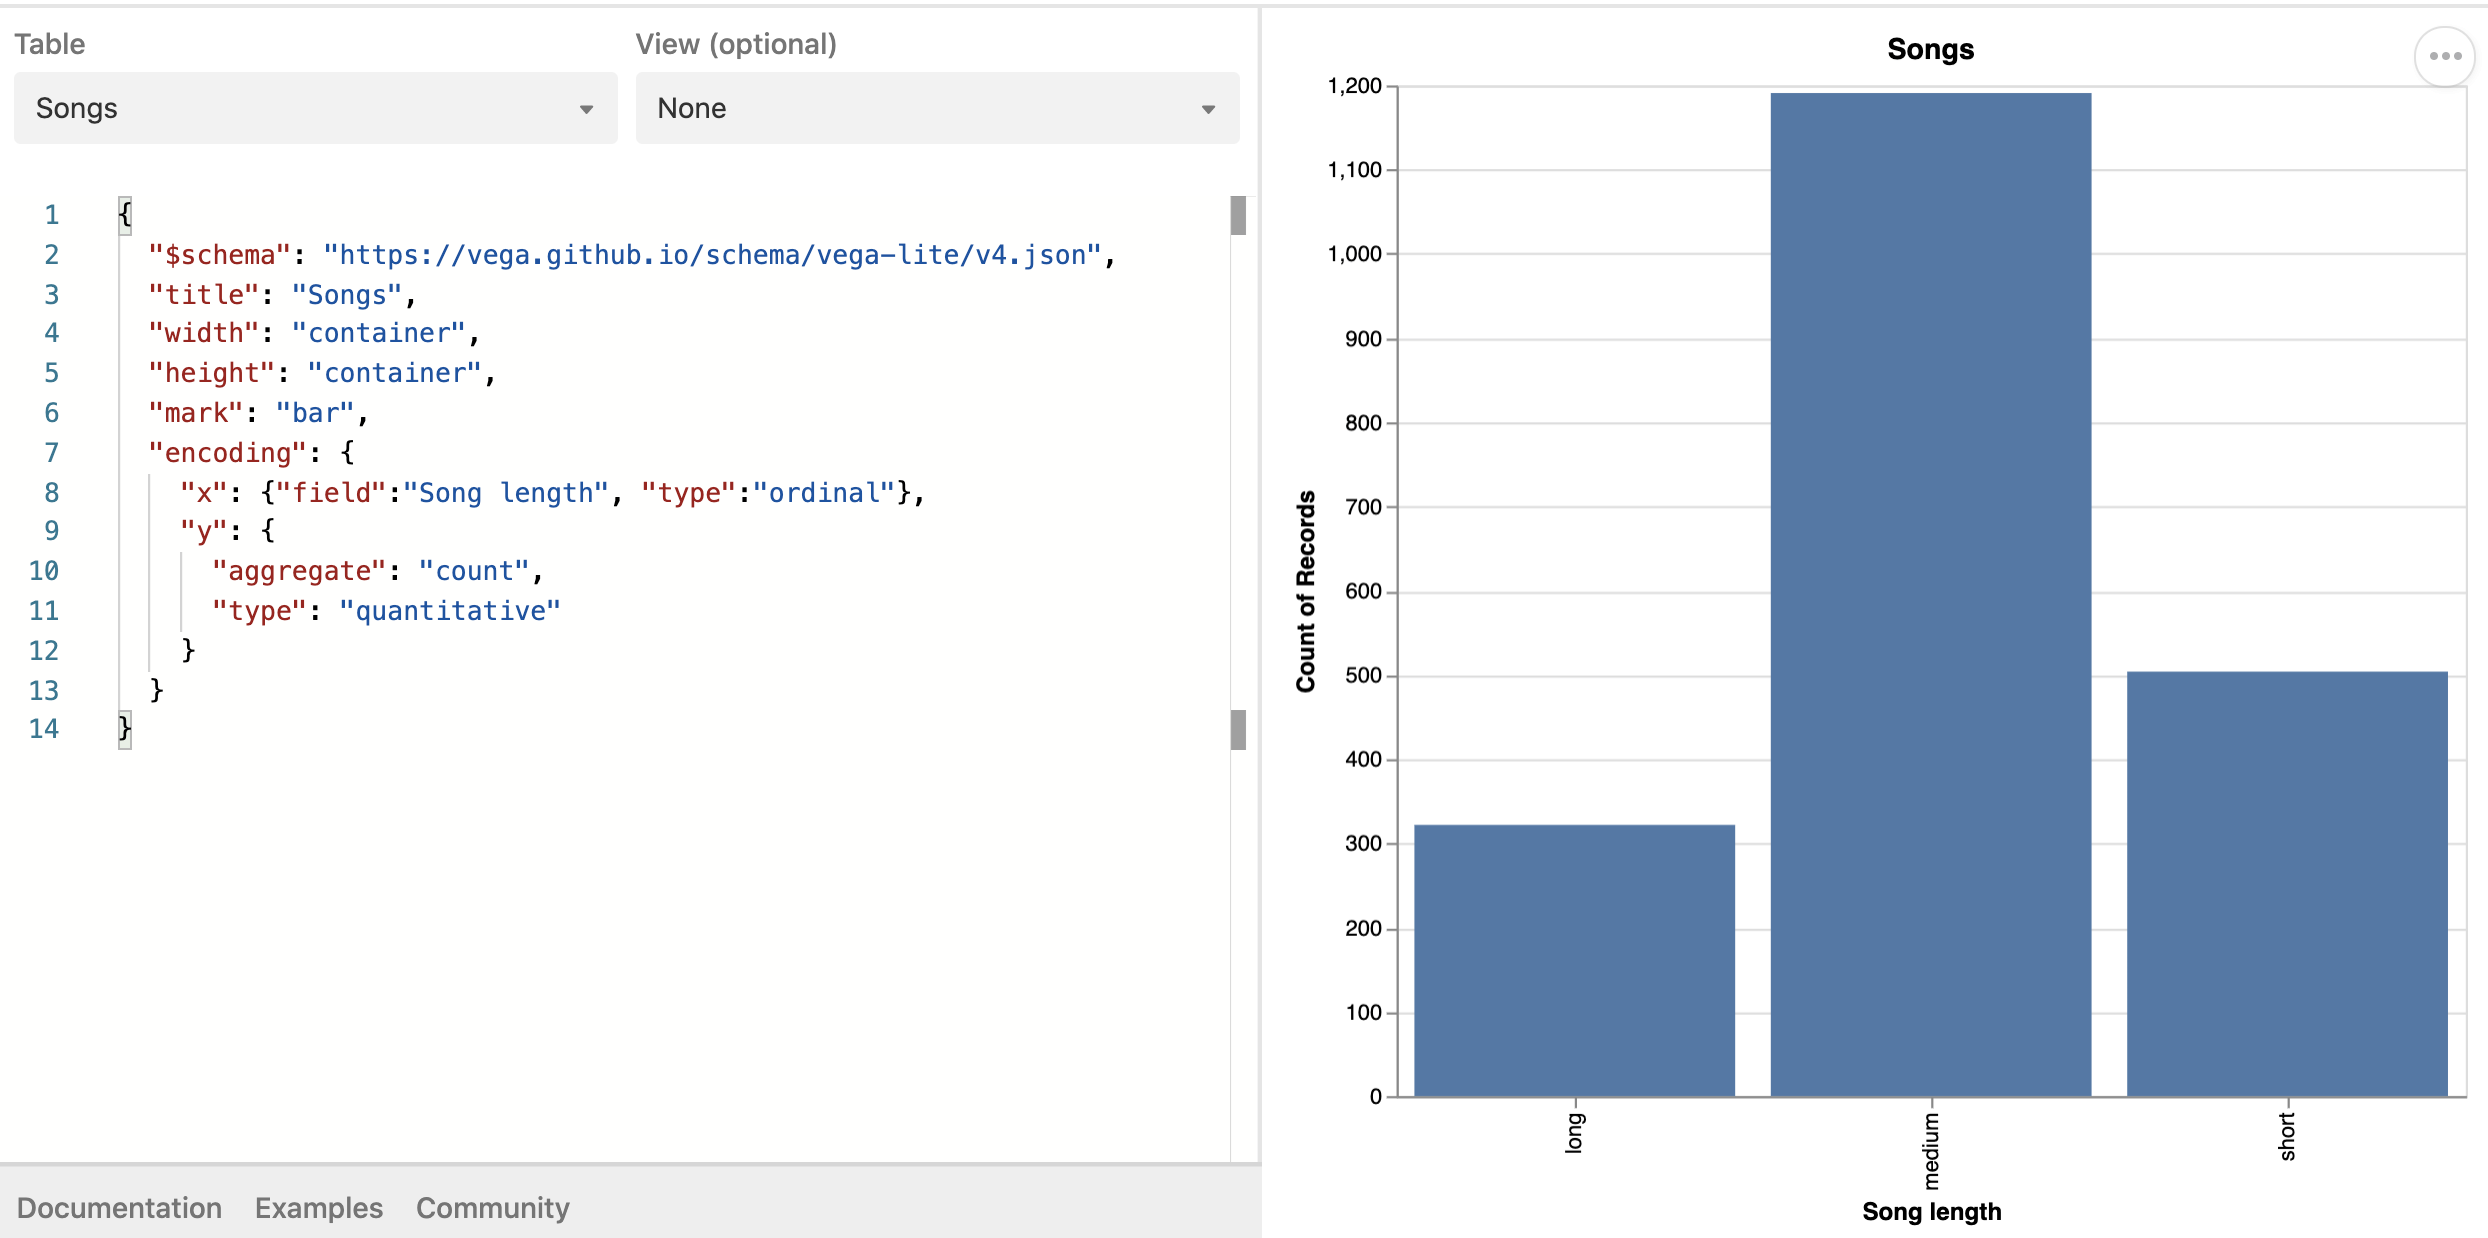 Table
Songs
View (optional)
None
1 {
2 "$schema": "https://vega.github.io/schema/vega-lite/v4.json",
3 "title": "Songs",
4 "width": "container",
5 "height": "container",
6 "mark": "bar",
7 "encoding": {
8 "x": {"field":"Song length", "type":"ordinal"},
9 "y": {
10 "aggregate": "count",
11 "type": "quantitative"
12 }
13 }
14 }
Documentation Examples Community
Songs
Count of Records
1,200
1,100
1,000
900
800
700
600
500
400
300
200
100
0
long
medium
short
Song length